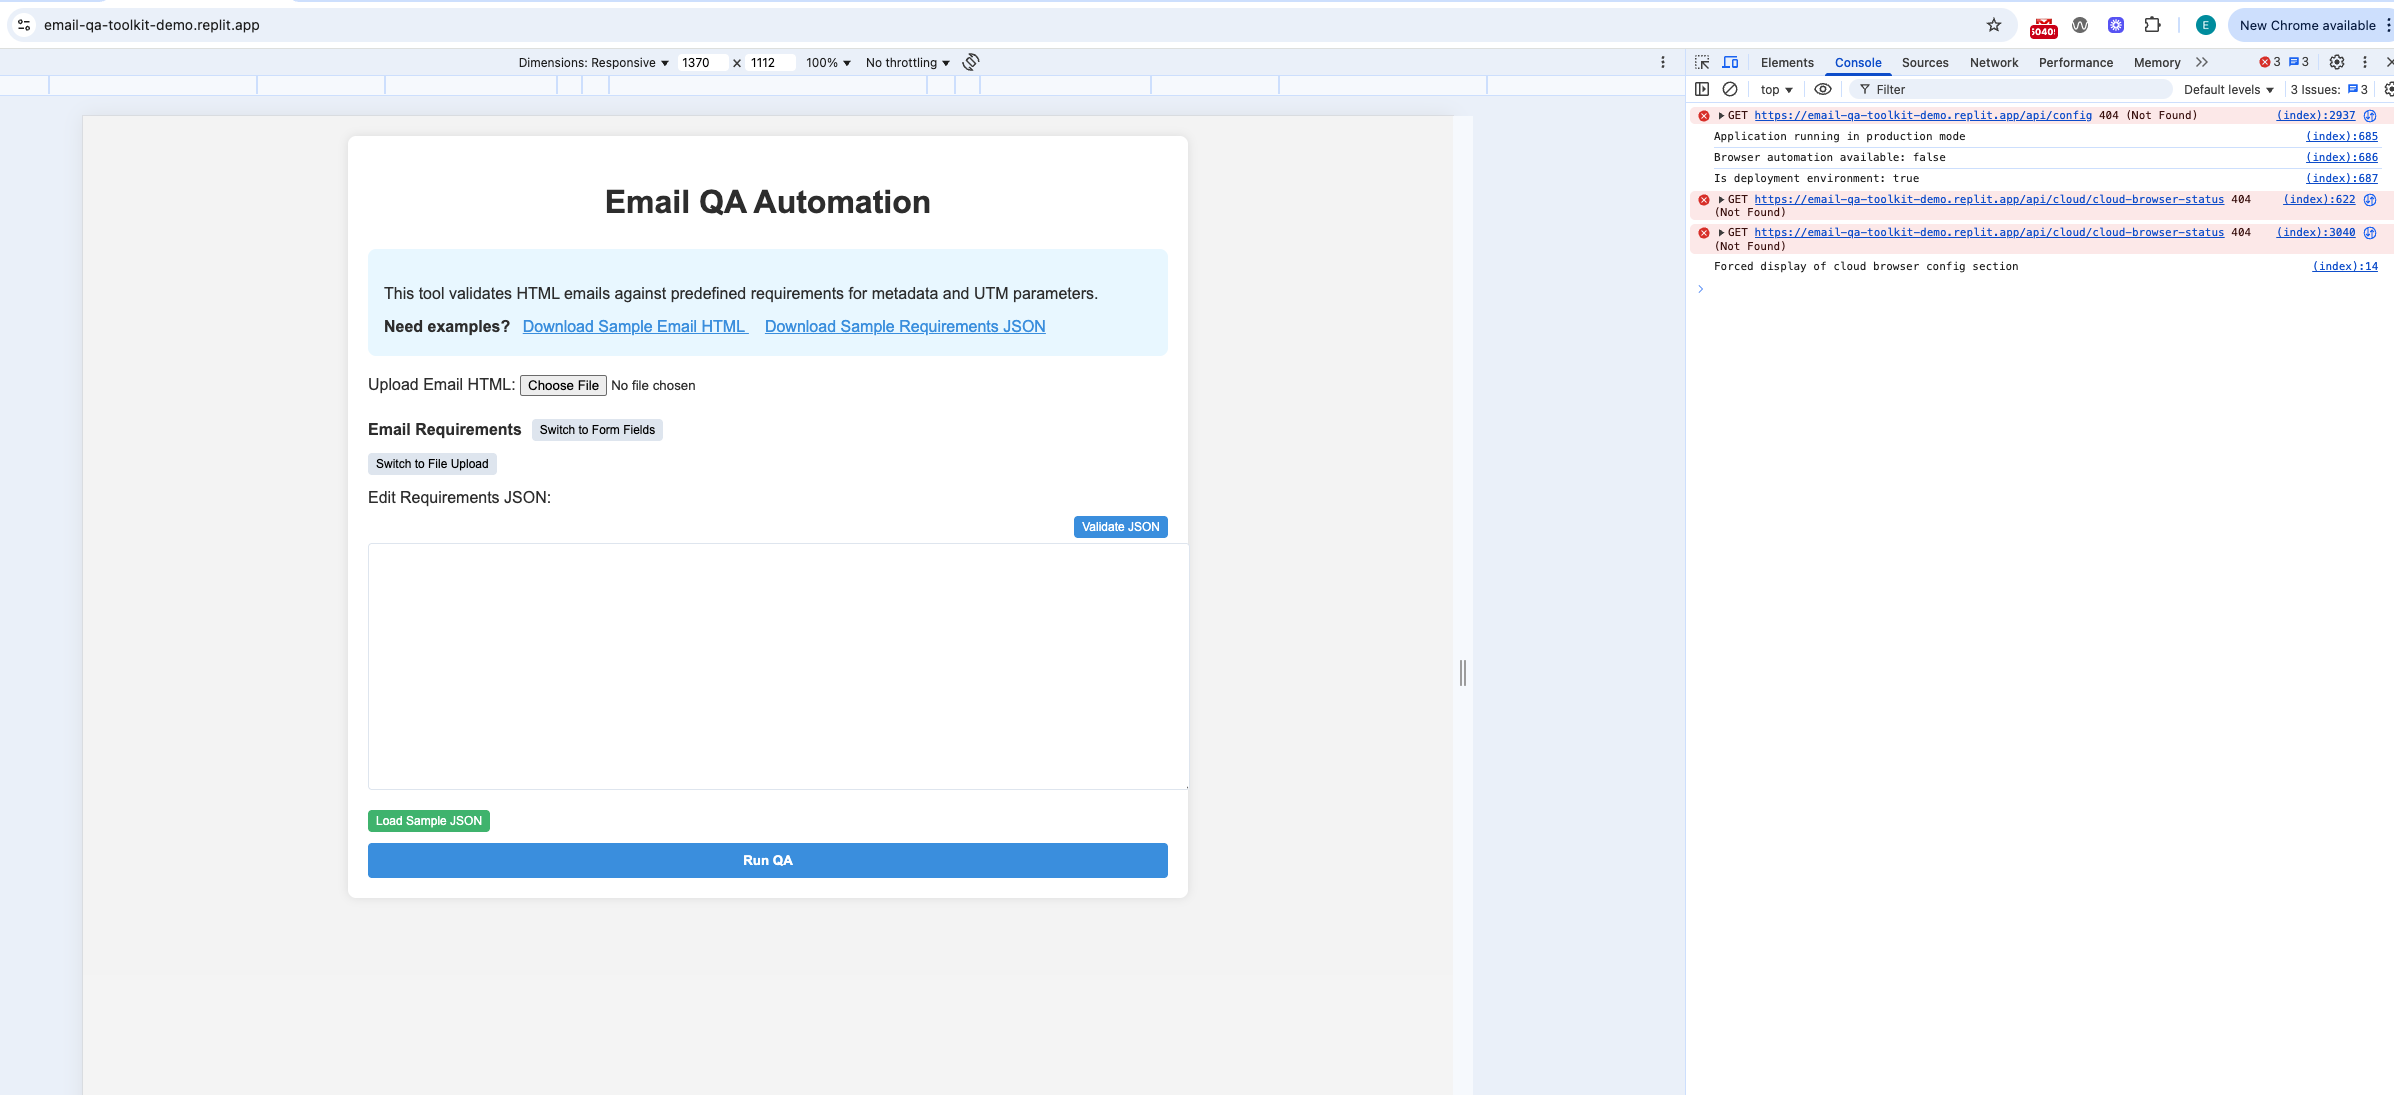 email-qa-toolkit-demo.replit.app
5040!
E
New Chrome available
Dimensions: Responsive 1370 × 1112 100% No throttling
Elements Console Sources Network Performance Memory 3 3
top Filter Default levels 3 Issues: 3
Email QA Automation
This tool validates HTML emails against predefined requirements for metadata and UTM parameters.
Need examples? Download Sample Email HTML Download Sample Requirements JSON
Upload Email HTML: Choose File No file chosen
Email Requirements Switch to Form Fields
Switch to File Upload
Edit Requirements JSON:
Validate JSON
Load Sample JSON
Run QA
GET https://email-qa-toolkit-demo.replit.app/api/config 404 (Not Found) (index):2937
Application running in production mode (index):685
Browser automation available: false (index):686
Is deployment environment: true (index):687
GET https://email-qa-toolkit-demo.replit.app/api/cloud/cloud-browser-status 404 (index):622
(Not Found)
GET https://email-qa-toolkit-demo.replit.app/api/cloud/cloud-browser-status 404 (index):3040
(Not Found)
Forced display of cloud browser config section (index):14